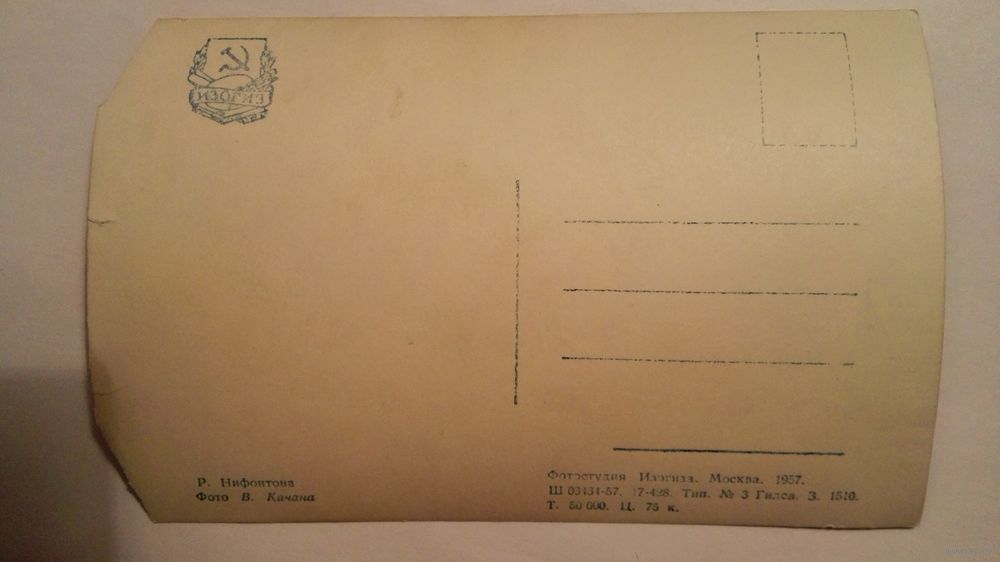 ИЗОГИЗ
Р. Нифонтова
Фото В. Качана
Фотостудия Изогиза. Москва. 1957.
Ш 03131-57. 17-428. Тип. № 3 Гилса. З. 1510.
Т. 50 000. Ц. 75 к.